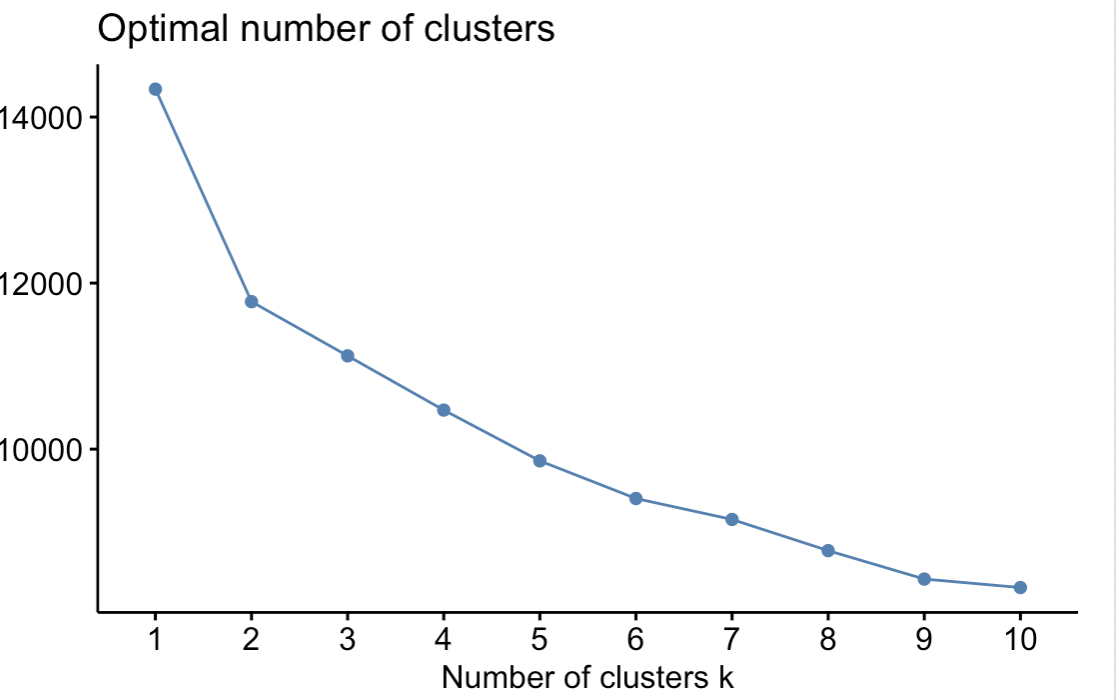 Optimal number of clusters
14000
12000
10000
1 2 3 4 5 6 7 8 9 10
Number of clusters k